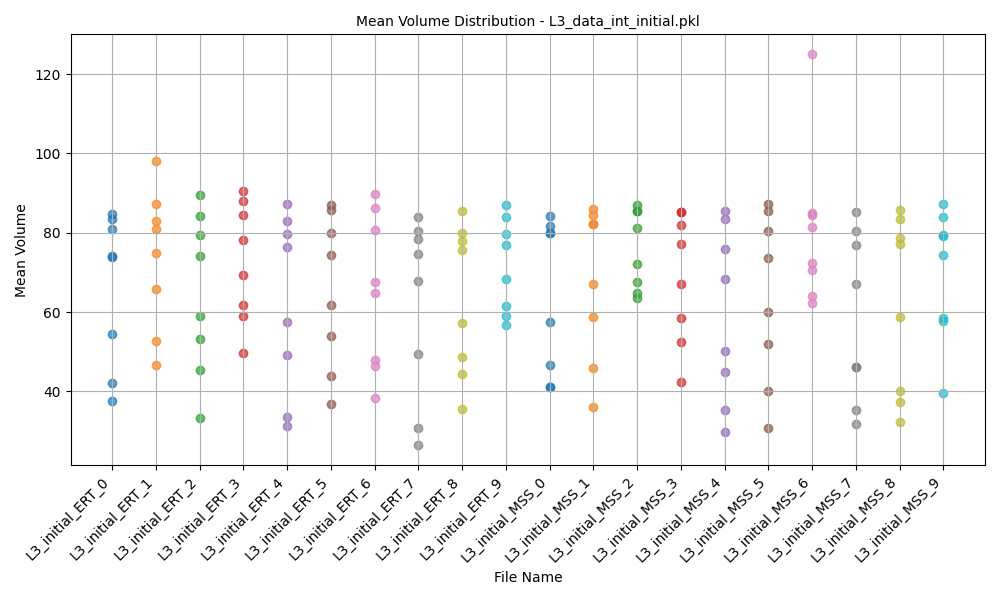 Mean Volume Distribution - L3_data_int_initial.pkl
120
100
80
60
40
Mean Volume
L3_initial_ERT_0
L3_initial_ERT_1
L3_initial_ERT_2
L3_initial_ERT_3
L3_initial_ERT_4
L3_initial_ERT_5
L3_initial_ERT_6
L3_initial_ERT_7
L3_initial_ERT_8
L3_initial_ERT_9
L3_initial_MSS_0
L3_initial_MSS_1
L3_initial_MSS_2
L3_initial_MSS_3
L3_initial_MSS_4
L3_initial_MSS_5
L3_initial_MSS_6
L3_initial_MSS_7
L3_initial_MSS_8
L3_initial_MSS_9
File Name